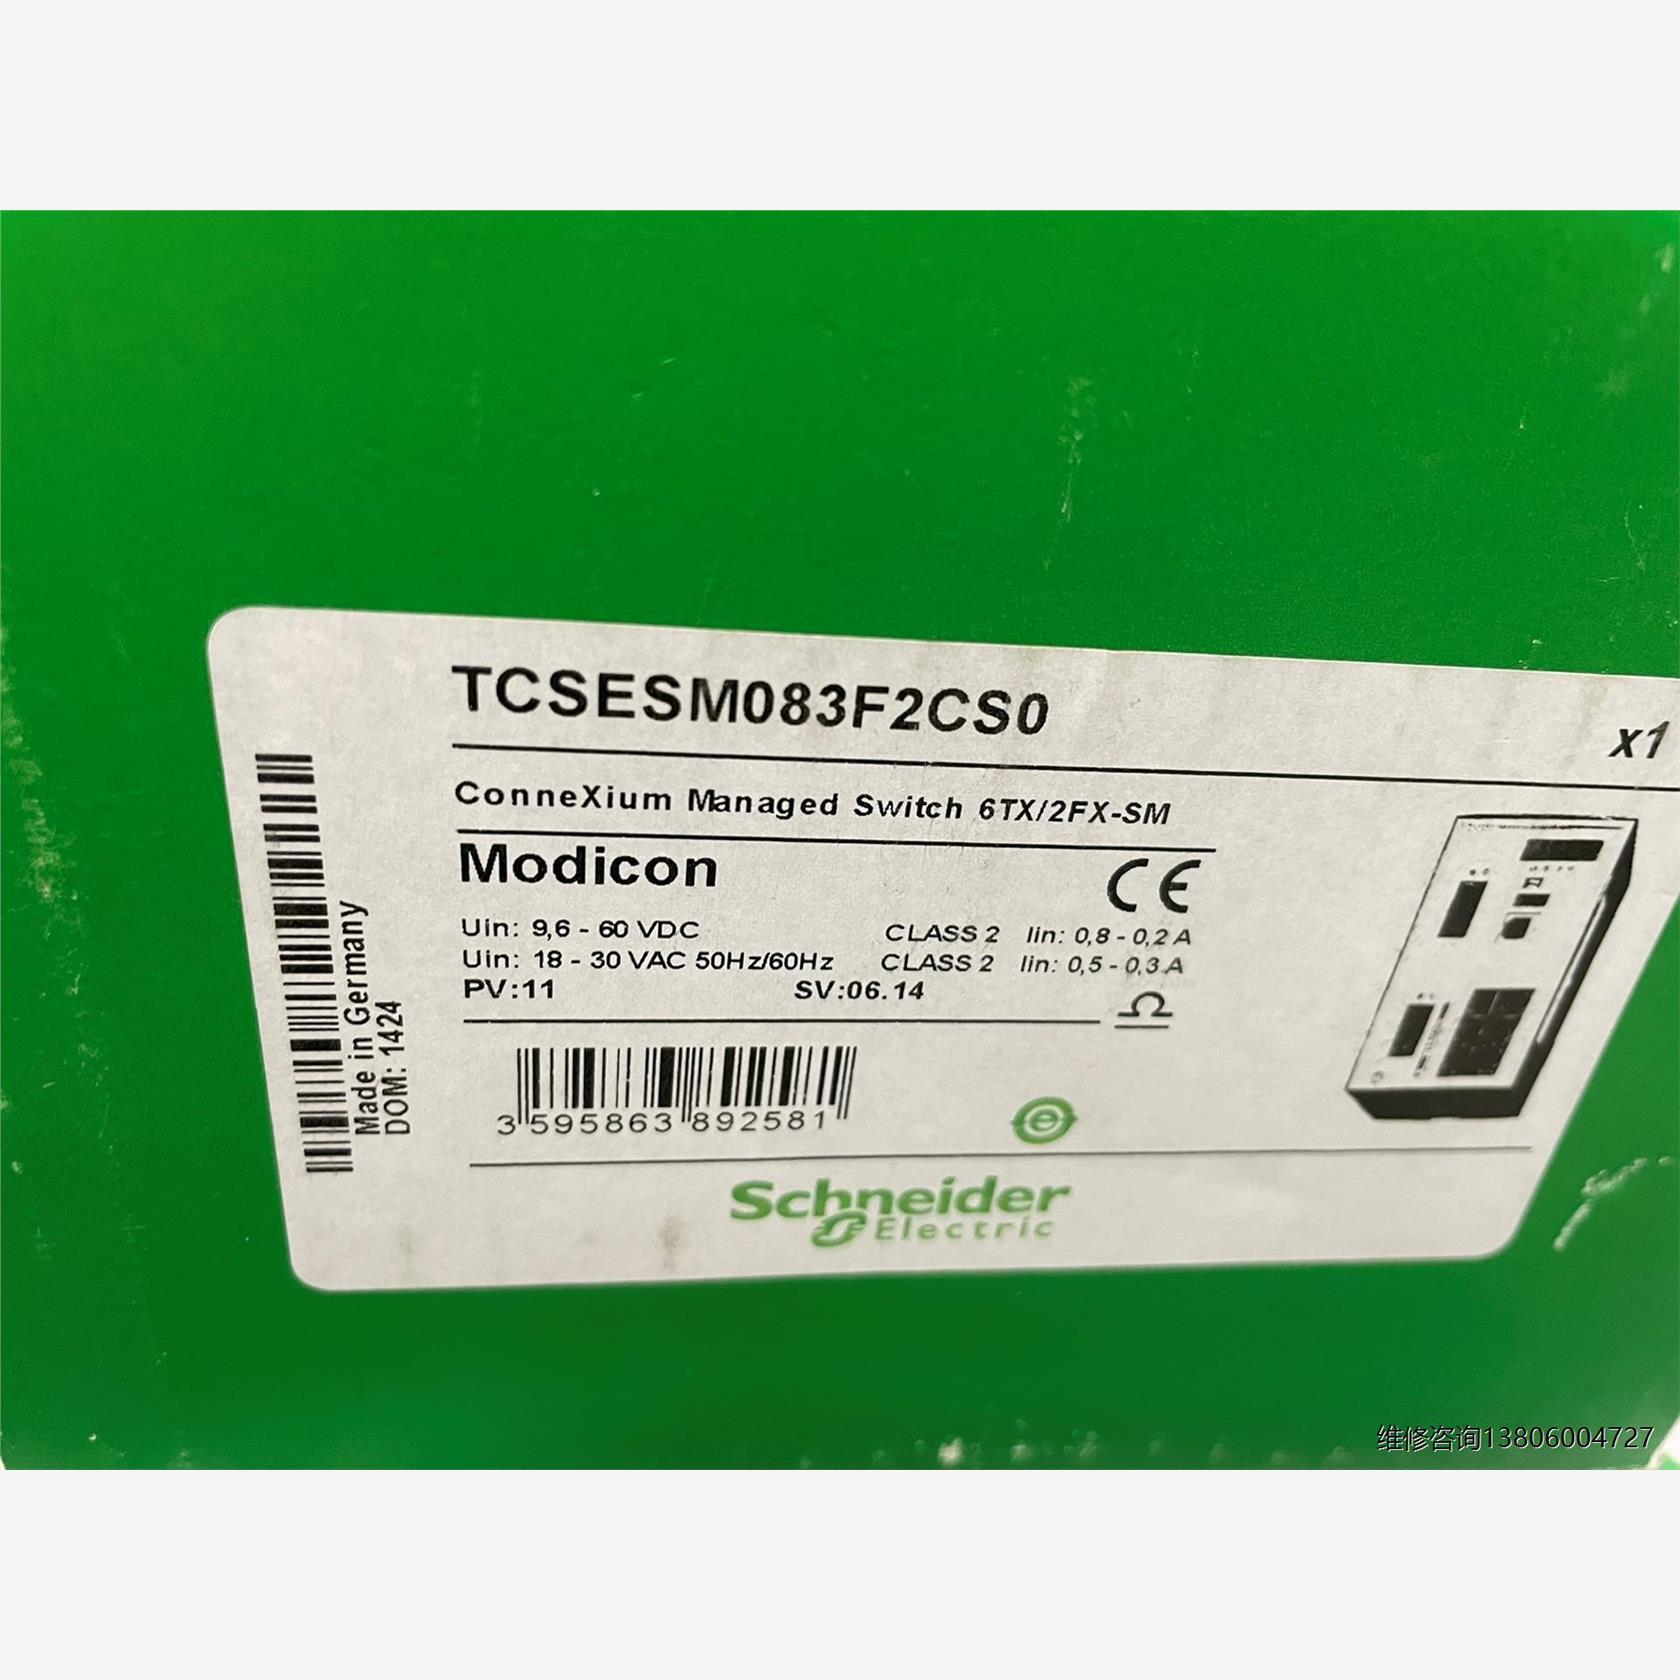 TCSESM083F2CS0
x1
ConneXium Managed Switch 6TX/2FX-SM
Modicon
CE
Uin: 9,6 - 60 VDC CLASS 2 Iin: 0,8 - 0,2 A
Uin: 18 - 30 VAC 50Hz/60Hz CLASS 2 Iin: 0,5 - 0,3 A
PV:11 SV:06.14
Made in Germany
DOM: 1424
3 595863 892581
Schneider
Electric
维修咨询13806004727